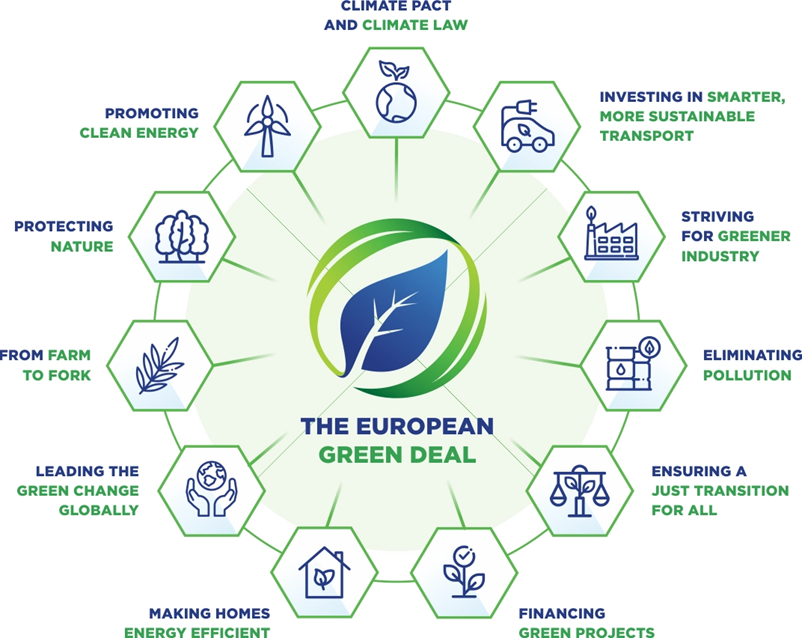 CLIMATE PACT
AND CLIMATE LAW
INVESTING IN SMARTER,
MORE SUSTAINABLE
TRANSPORT
STRIVING
FOR GREENER
INDUSTRY
ELIMINATING
POLLUTION
ENSURING A
JUST TRANSITION
FOR ALL
FINANCING
GREEN PROJECTS
MAKING HOMES
ENERGY EFFICIENT
LEADING THE
GREEN CHANGE
GLOBALLY
FROM FARM
TO FORK
PROTECTING
NATURE
PROMOTING
CLEAN ENERGY
THE EUROPEAN
GREEN DEAL